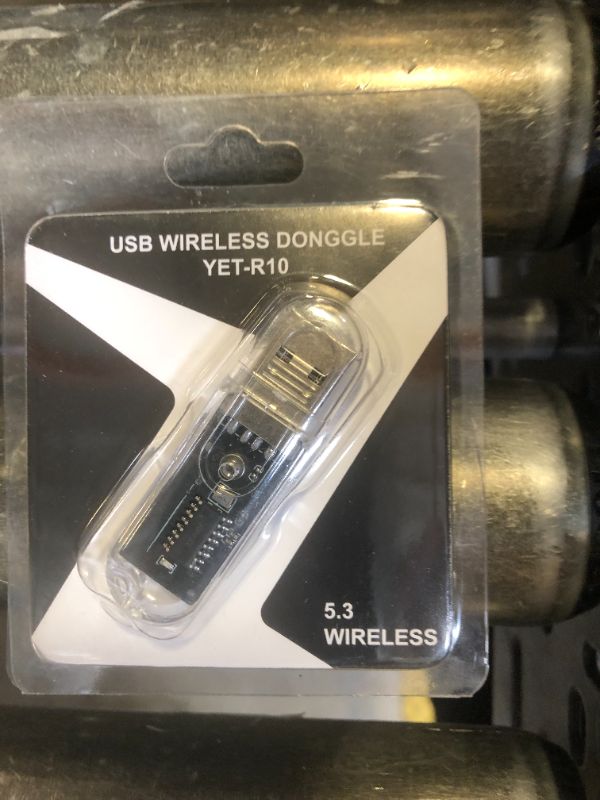 USB WIRELESS DONGGLE
YET-R10
5.3
WIRELESS